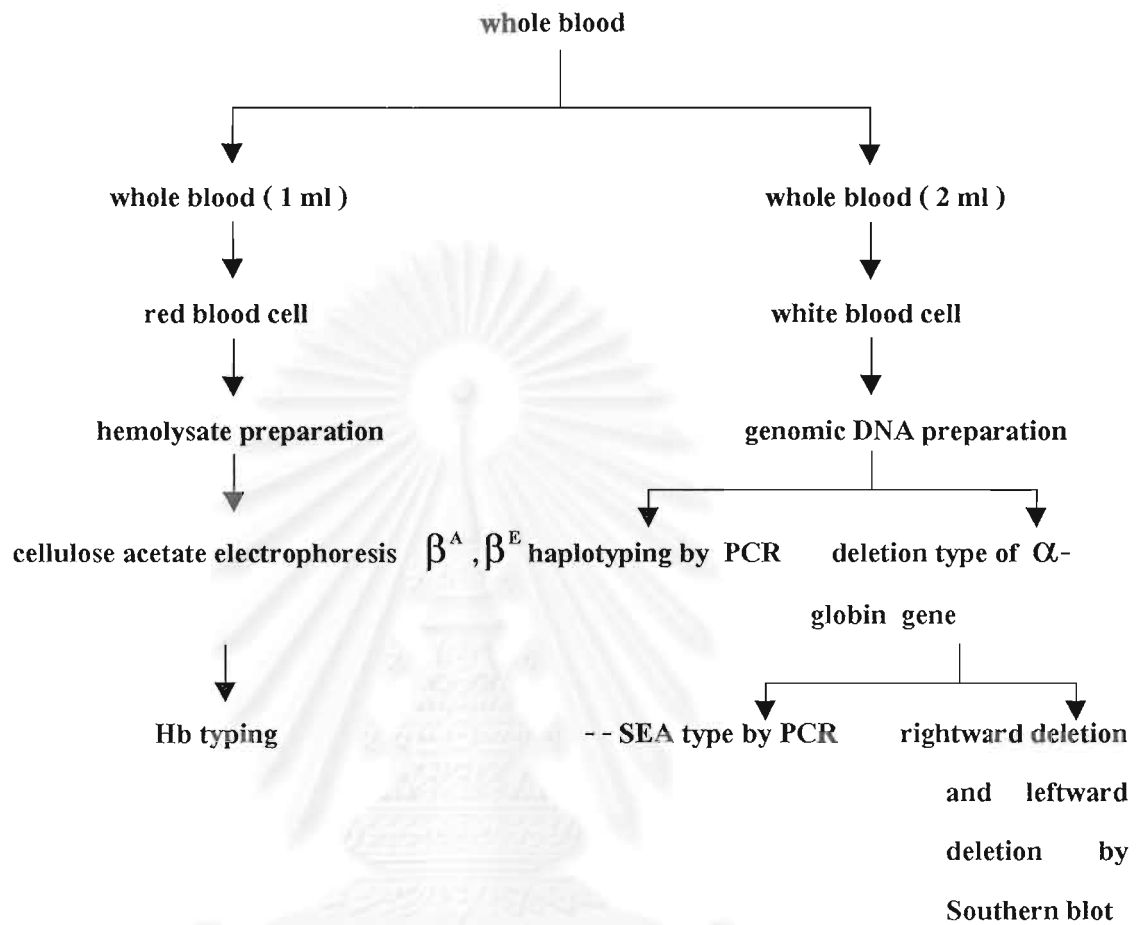 whole blood
whole blood ( 1 ml )
whole blood ( 2 ml )
red blood cell
white blood cell
hemolysate preparation
genomic DNA preparation
cellulose acetate electrophoresis
β^A , β^E haplotyping by PCR
deletion type of α-
globin gene
Hb typing
- - SEA type by PCR
rightward deletion
and leftward
deletion by
Southern blot